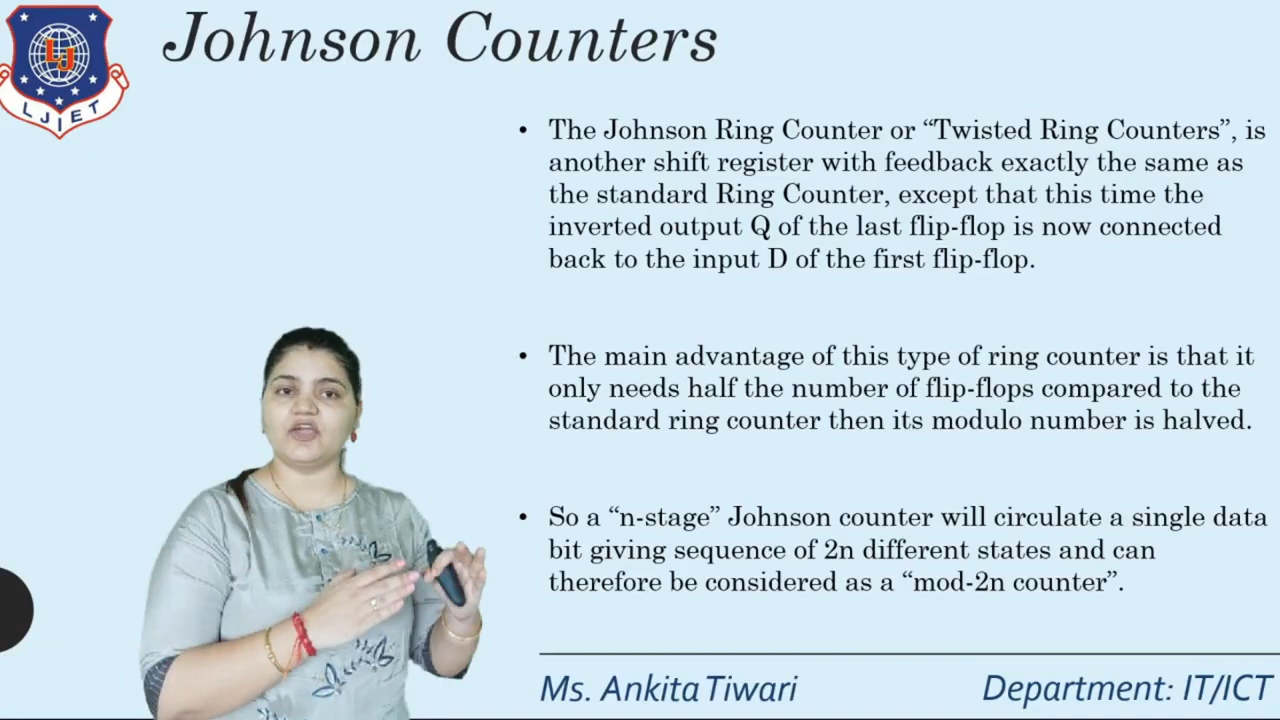 Johnson Counters
LJ
LJIET
• The Johnson Ring Counter or “Twisted Ring Counters”, is
another shift register with feedback exactly the same as
the standard Ring Counter, except that this time the
inverted output Q of the last flip-flop is now connected
back to the input D of the first flip-flop.
• The main advantage of this type of ring counter is that it
only needs half the number of flip-flops compared to the
standard ring counter then its modulo number is halved.
• So a “n-stage” Johnson counter will circulate a single data
bit giving sequence of 2n different states and can
therefore be considered as a “mod-2n counter”.
Ms. Ankita Tiwari
Department: IT/ICT